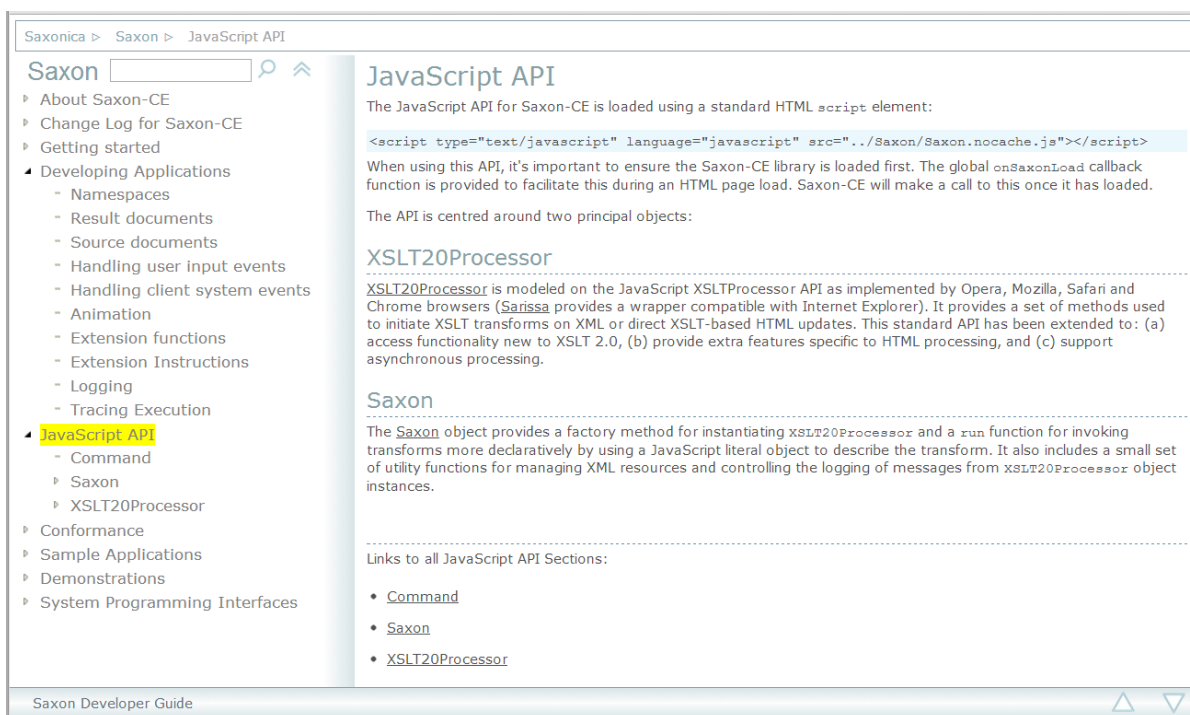 Saxonica ▹ Saxon ▹ JavaScript API
Saxon
About Saxon-CE
Change Log for Saxon-CE
Getting started
Developing Applications
Namespaces
Result documents
Source documents
Handling user input events
Handling client system events
Animation
Extension functions
Extension Instructions
Logging
Tracing Execution
JavaScript API
Command
Saxon
XSLT20Processor
Conformance
Sample Applications
Demonstrations
System Programming Interfaces
JavaScript API
The JavaScript API for Saxon-CE is loaded using a standard HTML script element:
<script type="text/javascript" language="javascript" src="../Saxon/Saxon.nocache.js"></script>
When using this API, it's important to ensure the Saxon-CE library is loaded first. The global onSaxonLoad callback
function is provided to facilitate this during an HTML page load. Saxon-CE will make a call to this once it has loaded.
The API is centred around two principal objects:
XSLT20Processor
XSLT20Processor is modeled on the JavaScript XSLTProcessor API as implemented by Opera, Mozilla, Safari and
Chrome browsers (Sarissa provides a wrapper compatible with Internet Explorer). It provides a set of methods used
to initiate XSLT transforms on XML or direct XSLT-based HTML updates. This standard API has been extended to: (a)
access functionality new to XSLT 2.0, (b) provide extra features specific to HTML processing, and (c) support
asynchronous processing.
Saxon
The Saxon object provides a factory method for instantiating XSLT20Processor and a run function for invoking
transforms more declaratively by using a JavaScript literal object to describe the transform. It also includes a small set
of utility functions for managing XML resources and controlling the logging of messages from XSLT20Processor object
instances.
Links to all JavaScript API Sections:
• Command
• Saxon
• XSLT20Processor
Saxon Developer Guide